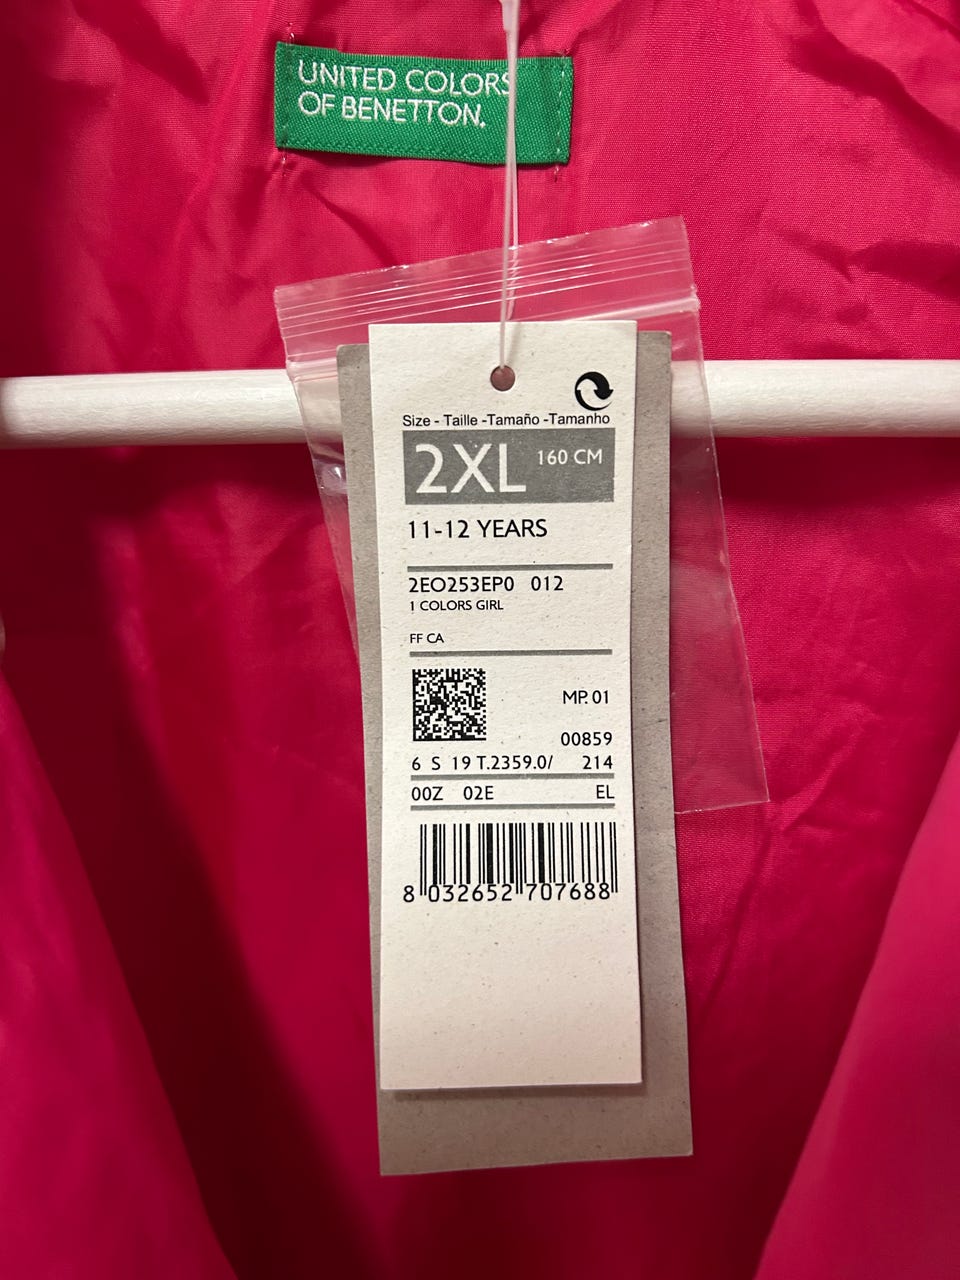 UNITED COLORS
OF BENETTON.
Size - Taille -Tamaño -Tamanho
2XL 160 CM
11-12 YEARS
2EO253EP0 012
1 COLORS GIRL
FF CA
MP. 01
00859
6 S 19 T.2359.0/ 214
00Z 02E EL
8 032652 707688